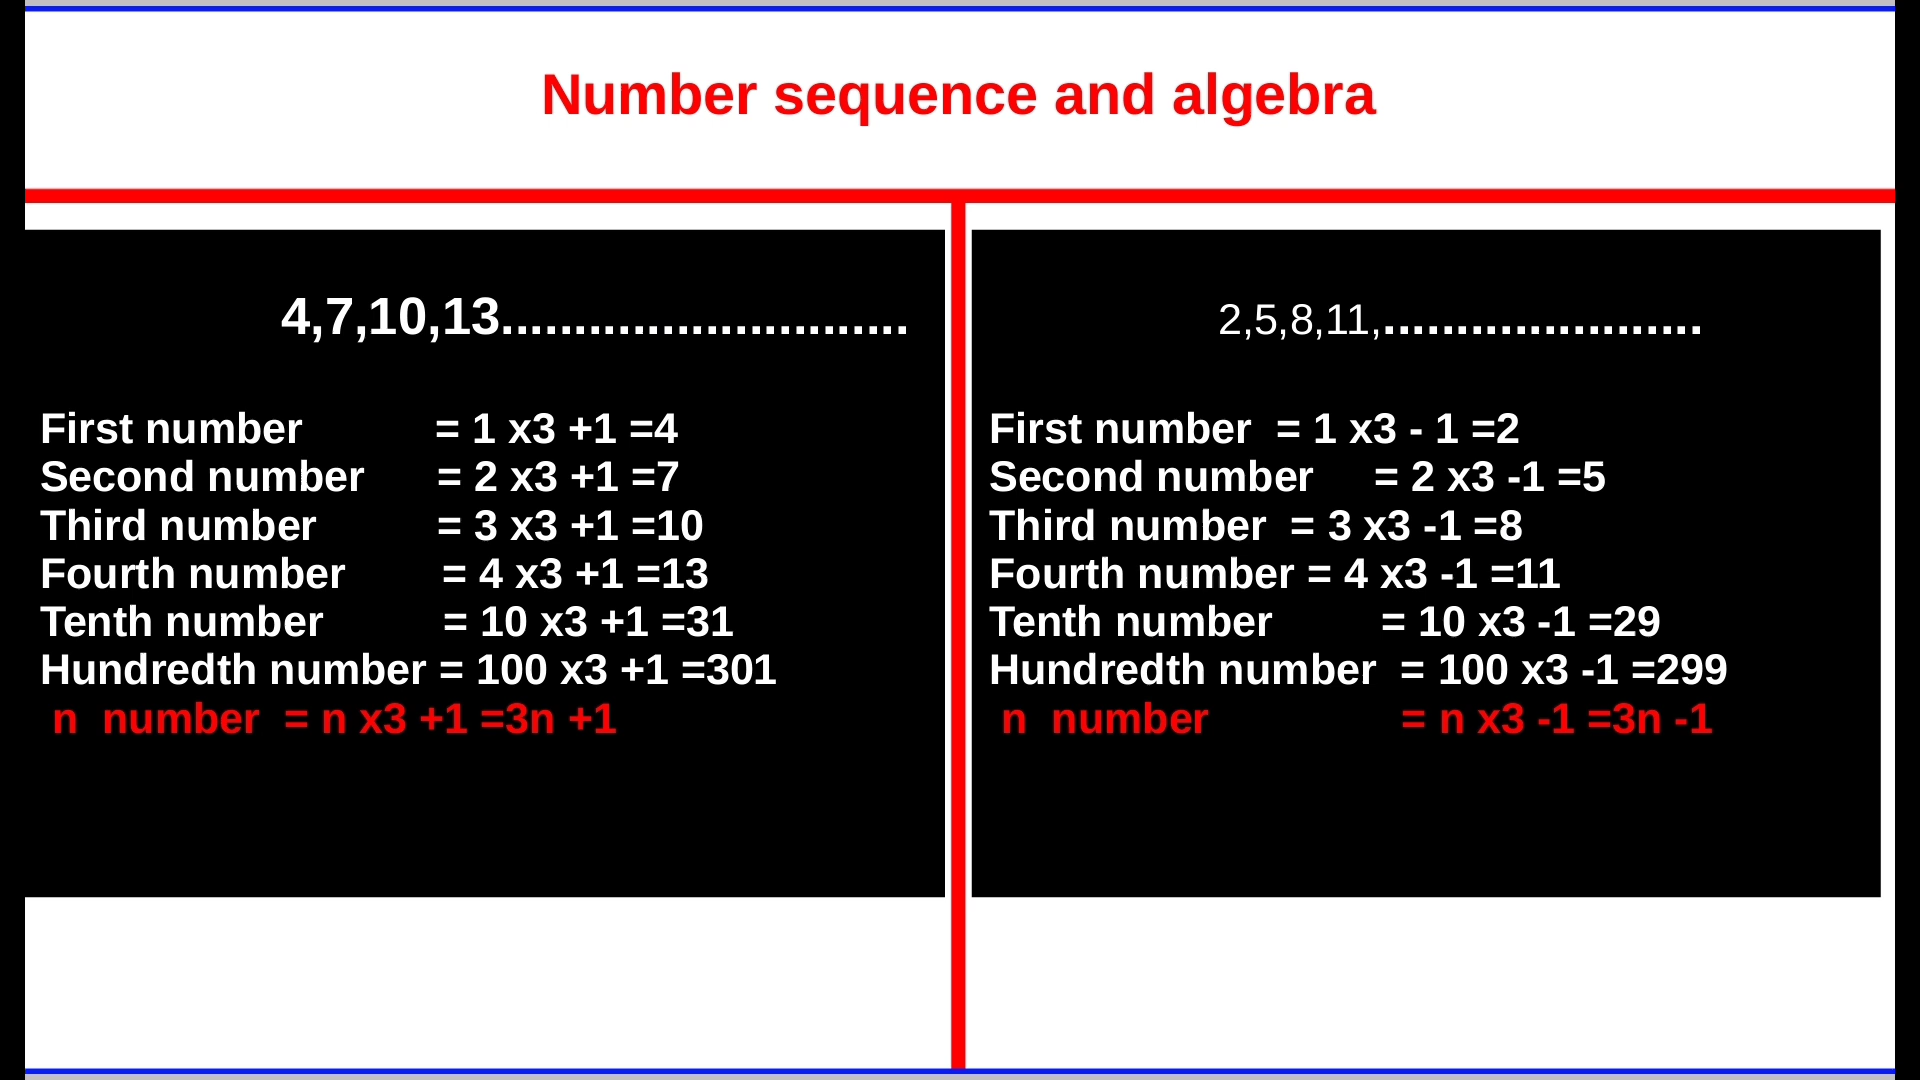 Number sequence and algebra
4,7,10,13............................
First number = 1 x3 +1 =4
Second number = 2 x3 +1 =7
Third number = 3 x3 +1 =10
Fourth number = 4 x3 +1 =13
Tenth number = 10 x3 +1 =31
Hundredth number = 100 x3 +1 =301
n number = n x3 +1 =3n +1
2,5,8,11,......................
First number = 1 x3 - 1 =2
Second number = 2 x3 -1 =5
Third number = 3 x3 -1 =8
Fourth number = 4 x3 -1 =11
Tenth number = 10 x3 -1 =29
Hundredth number = 100 x3 -1 =299
n number = n x3 -1 =3n -1